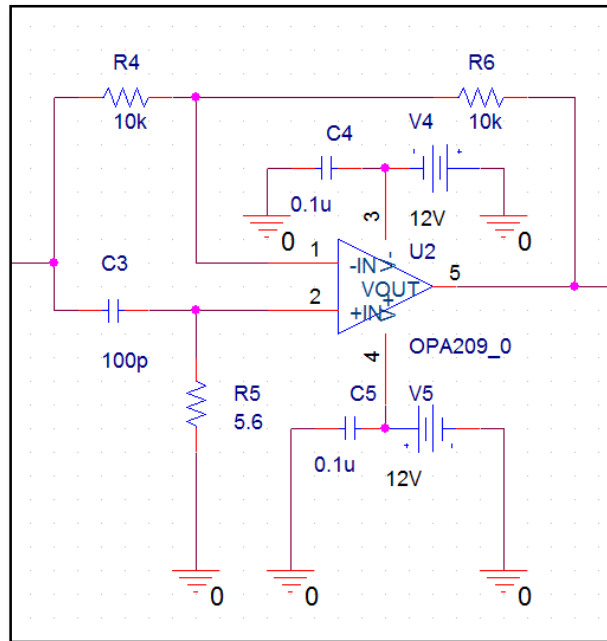 R4
R6
10k
10k
C4
V4
0.1u
3
12V
0
0
U2
1
-IN
V-
5
C3
VOUT
2
+IN
V+
100p
4
OPA209_0
R5
5.6
C5
V5
0.1u
12V
0
0
0